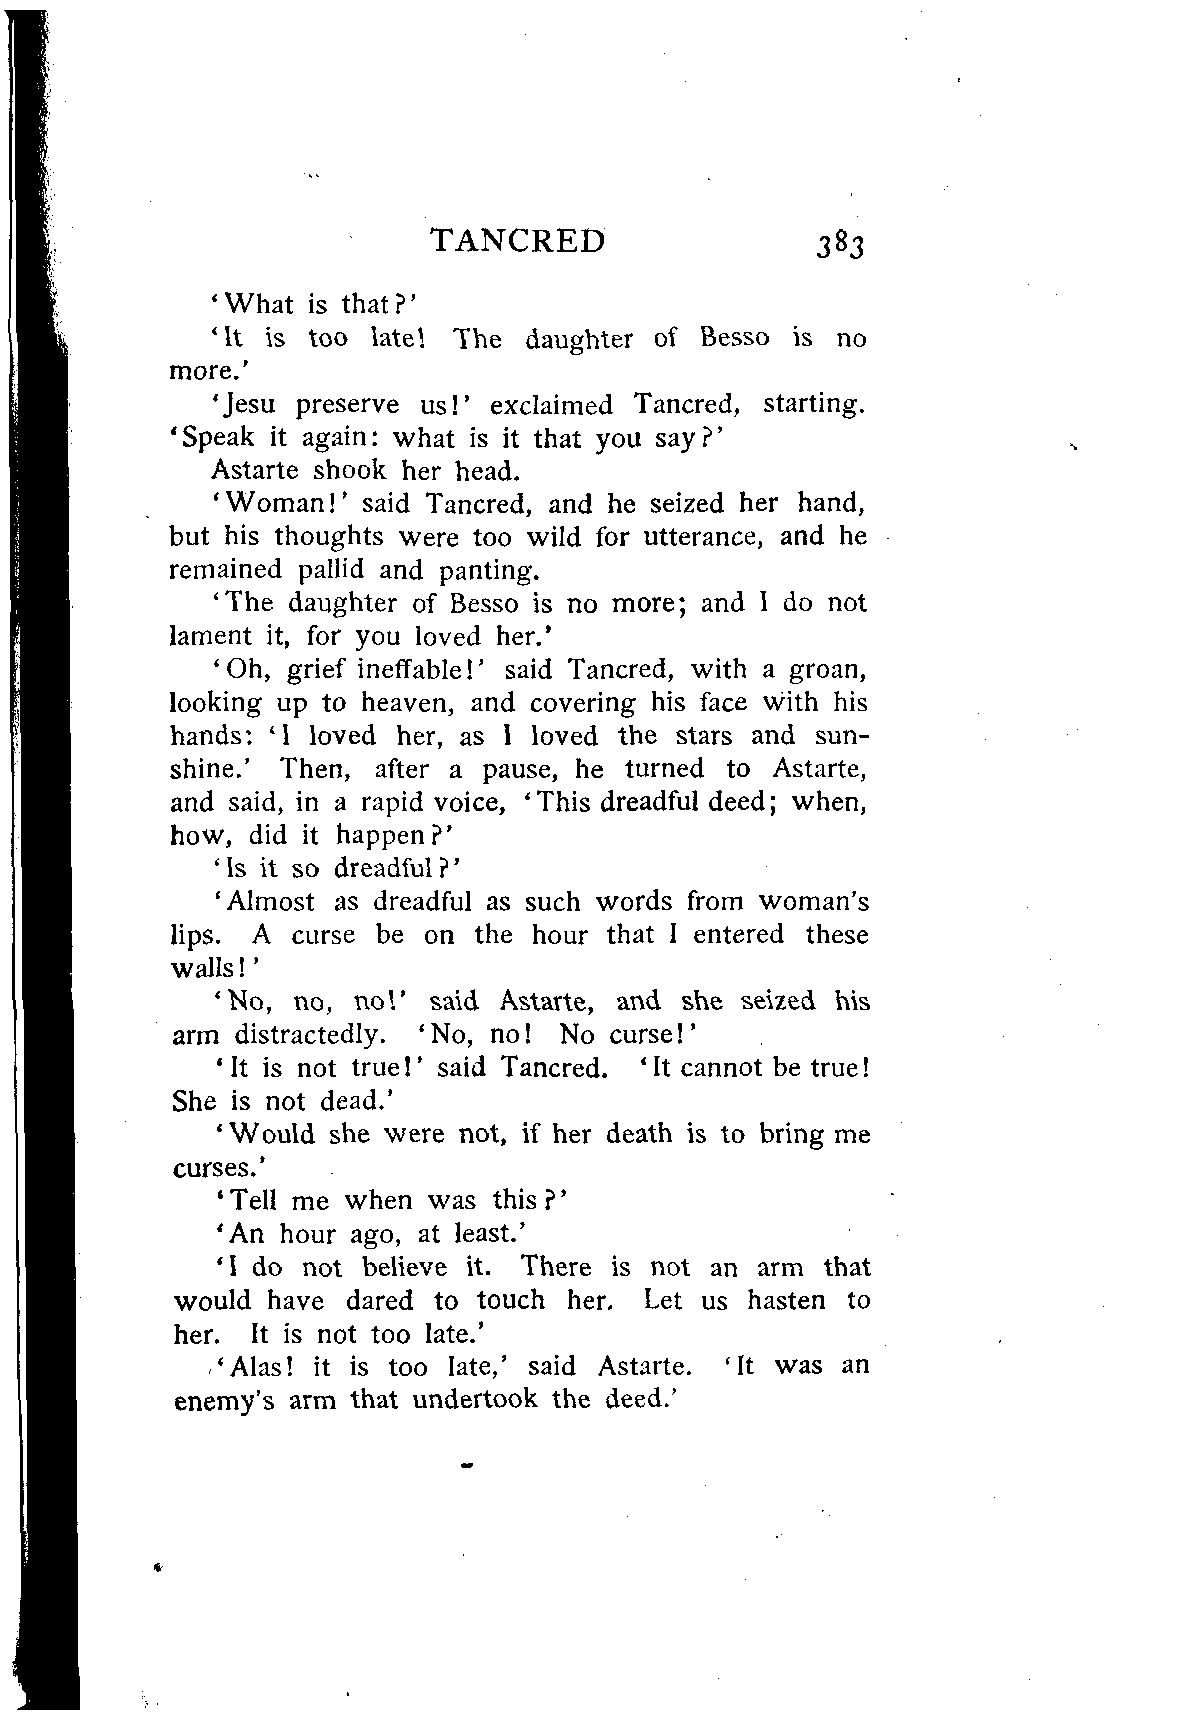 TANCRED 383
'What is that?'
'It is too late! The daughter of Besso is no
more.'
'Jesu preserve us!' exclaimed Tancred, starting.
'Speak it again: what is it that you say?'
Astarte shook her head.
'Woman!' said Tancred, and he seized her hand,
but his thoughts were too wild for utterance, and he
remained pallid and panting.
'The daughter of Besso is no more; and I do not
lament it, for you loved her.'
'Oh, grief ineffable!' said Tancred, with a groan,
looking up to heaven, and covering his face with his
hands: 'I loved her, as I loved the stars and sun-
shine.' Then, after a pause, he turned to Astarte,
and said, in a rapid voice, 'This dreadful deed; when,
how, did it happen?'
'Is it so dreadful?'
'Almost as dreadful as such words from woman's
lips. A curse be on the hour that I entered these
walls!'
'No, no, no!' said Astarte, and she seized his
arm distractedly. 'No, no! No curse!'
'It is not true!' said Tancred. 'It cannot be true!
She is not dead.'
'Would she were not, if her death is to bring me
curses.'
'Tell me when was this?'
'An hour ago, at least.'
'I do not believe it. There is not an arm that
would have dared to touch her. Let us hasten to
her. It is not too late.'
'Alas! it is too late,' said Astarte. 'It was an
enemy's arm that undertook the deed.'